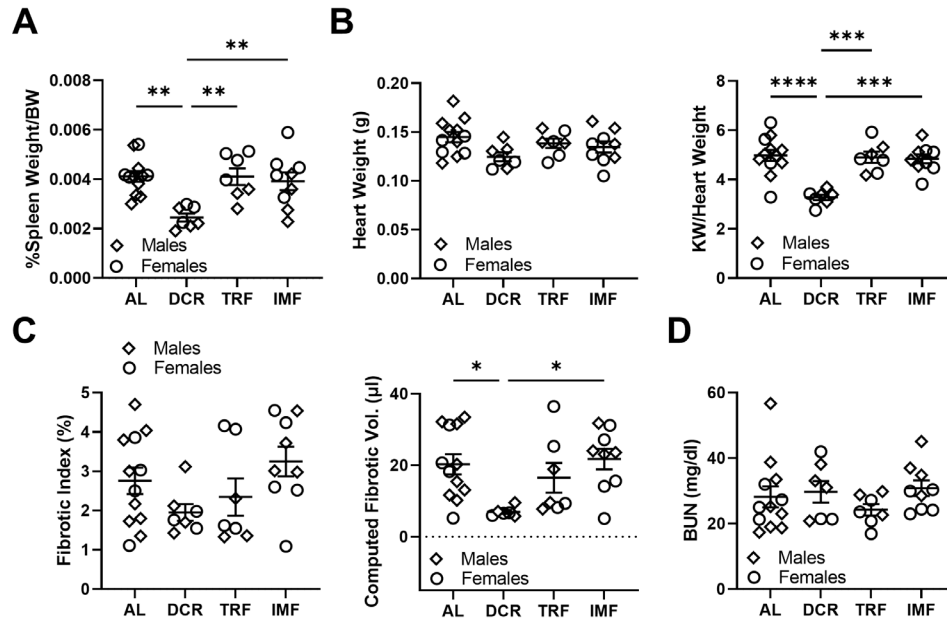 A
%Spleen Weight/BW
0.008
0.006
0.004
0.002
0.000
**
**
**
Males
Females
AL DCR TRF IMF
B
Heart Weight (g)
0.20
0.15
0.10
0.05
0.00
Males
Females
AL DCR TRF IMF
KW/Heart Weight
8
6
4
2
0
***
****
***
Males
Females
AL DCR TRF IMF
C
Males
Females
Fibrotic Index (%)
5
4
3
2
1
0
AL DCR TRF IMF
Computed Fibrotic Vol. (µl)
40
20
0
*
*
Males
Females
AL DCR TRF IMF
D
BUN (mg/dl)
60
40
20
0
Males
Females
AL DCR TRF IMF